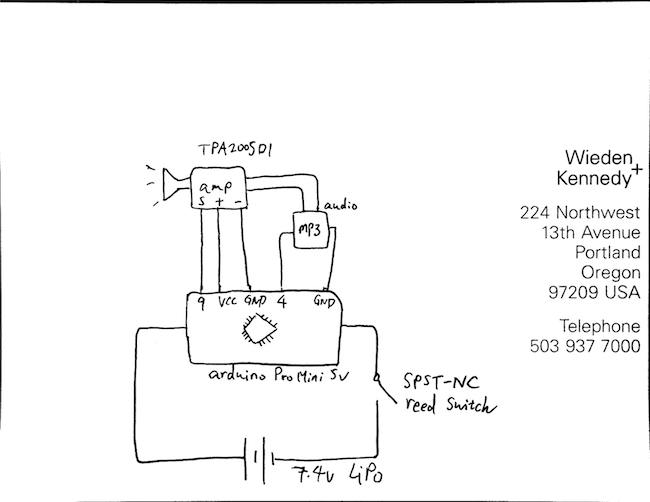 TPA2005D1
amp
S + -
audio
MP3
9 VCC GND 4 GND
arduino Pro Mini 5V
SPST-NC
reed switch
7.4V LiPo
Wieden
Kennedy+
224 Northwest
13th Avenue
Portland
Oregon
97209 USA
Telephone
503 937 7000